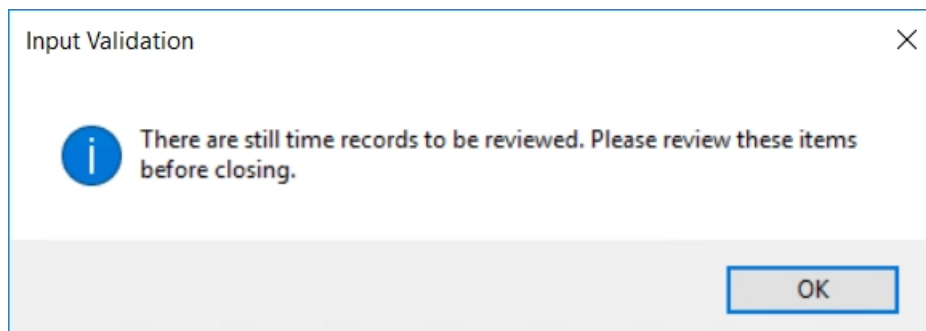 Input Validation
There are still time records to be reviewed. Please review these items
before closing.
OK